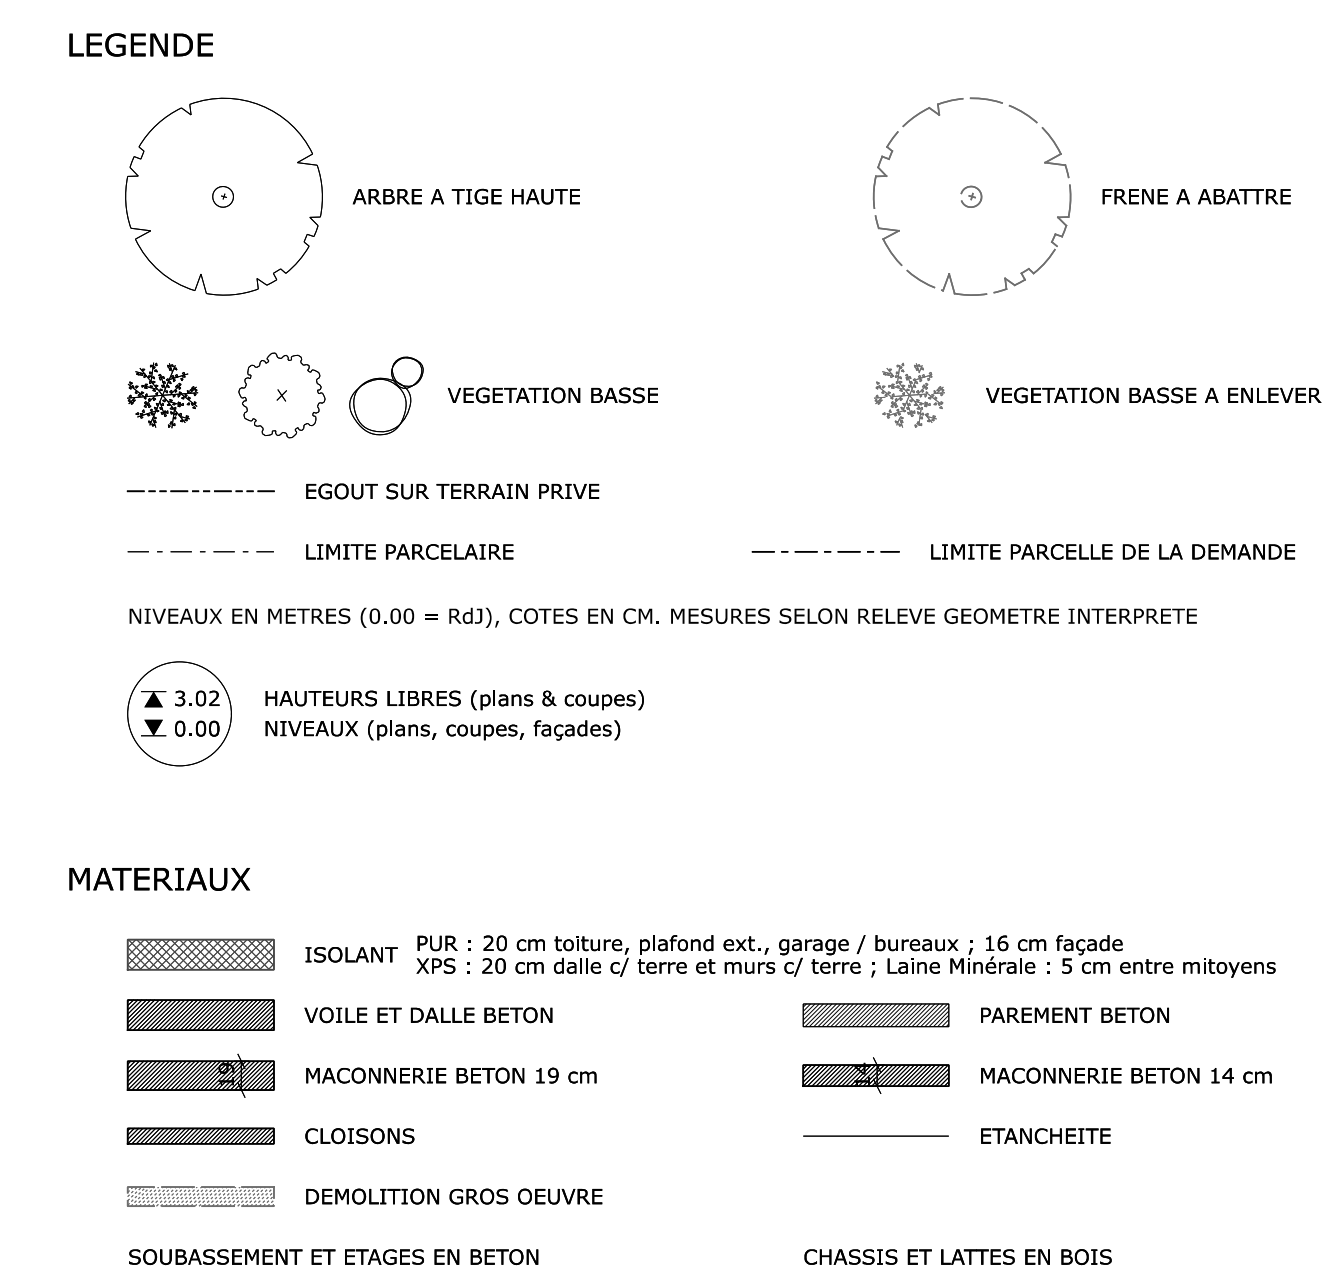 LEGENDE
ARBRE A TIGE HAUTE
FRENE A ABATTRE
VEGETATION BASSE
VEGETATION BASSE A ENLEVER
EGOUT SUR TERRAIN PRIVE
LIMITE PARCELAIRE
LIMITE PARCELLE DE LA DEMANDE
NIVEAUX EN METRES (0.00 = RdJ), COTES EN CM. MESURES SELON RELEVE GEOMETRE INTERPRETE
3.02 HAUTEURS LIBRES (plans & coupes)
0.00 NIVEAUX (plans, coupes, façades)
MATERIAUX
ISOLANT
PUR : 20 cm toiture, plafond ext., garage / bureaux ; 16 cm façade
XPS : 20 cm dalle c/ terre et murs c/ terre ; Laine Minérale : 5 cm entre mitoyens
VOILE ET DALLE BETON
PAREMENT BETON
19
MACONNERIE BETON 19 cm
14
MACONNERIE BETON 14 cm
CLOISONS
ETANCHEITE
DEMOLITION GROS OEUVRE
SOUBASSEMENT ET ETAGES EN BETON
CHASSIS ET LATTES EN BOIS